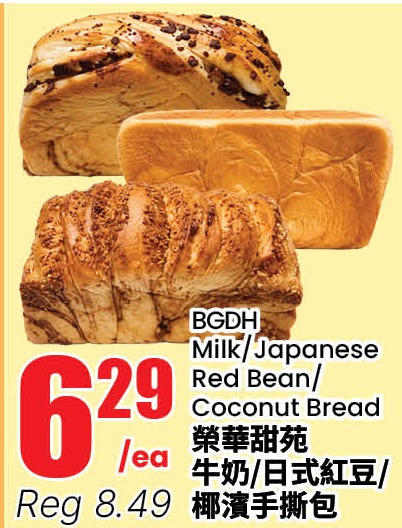 BGDH
Milk/Japanese
Red Bean/
Coconut Bread
榮華甜苑
牛奶/日式紅豆/
椰濱手撕包
6.29
/ea
Reg 8.49